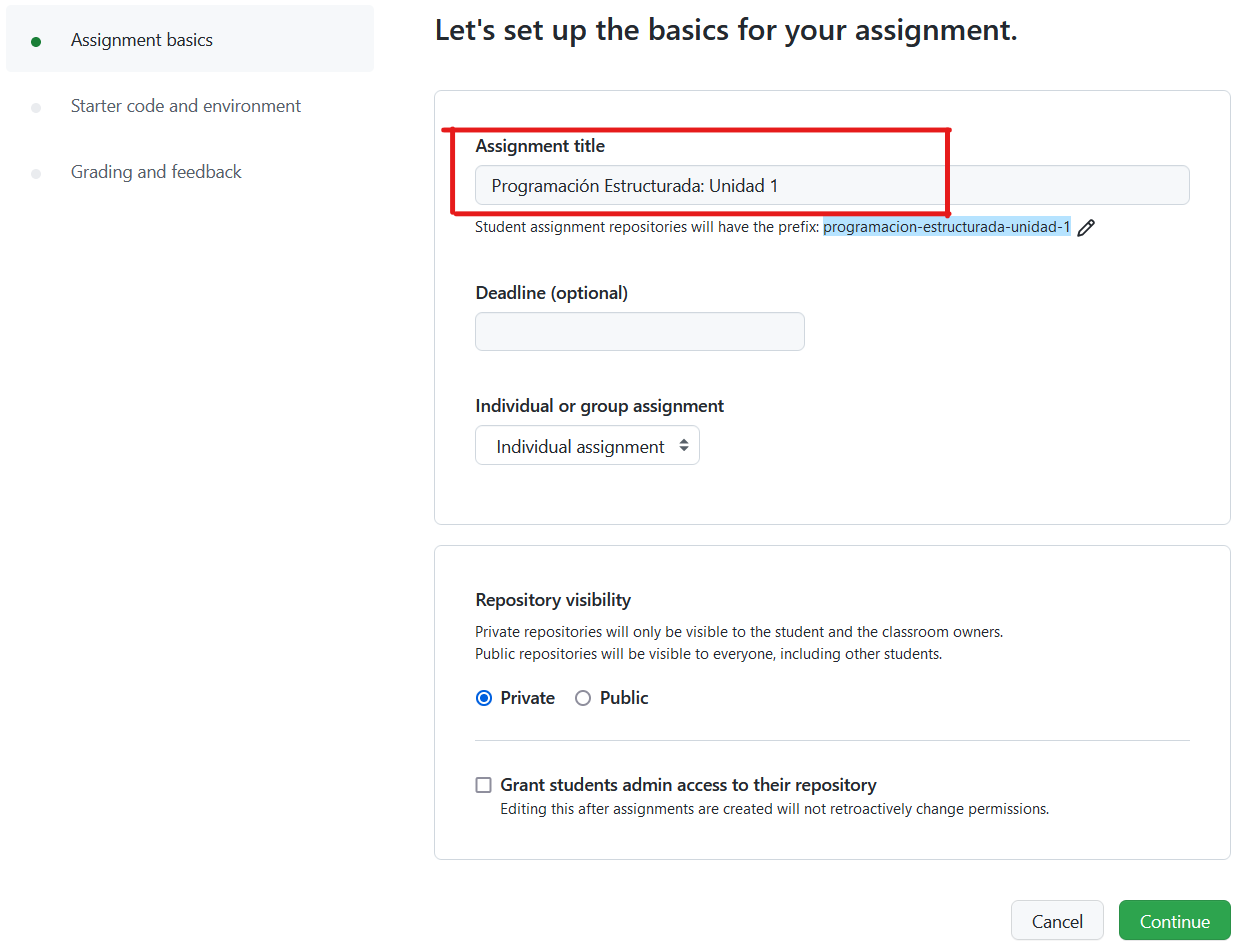 Assignment basics
Starter code and environment
Grading and feedback
Let's set up the basics for your assignment.
Assignment title
Programación Estructurada: Unidad 1
Student assignment repositories will have the prefix: programacion-estructurada-unidad-1
Deadline (optional)
Individual or group assignment
Individual assignment
Repository visibility
Private repositories will only be visible to the student and the classroom owners.
Public repositories will be visible to everyone, including other students.
Private Public
Grant students admin access to their repository
Editing this after assignments are created will not retroactively change permissions.
Cancel Continue